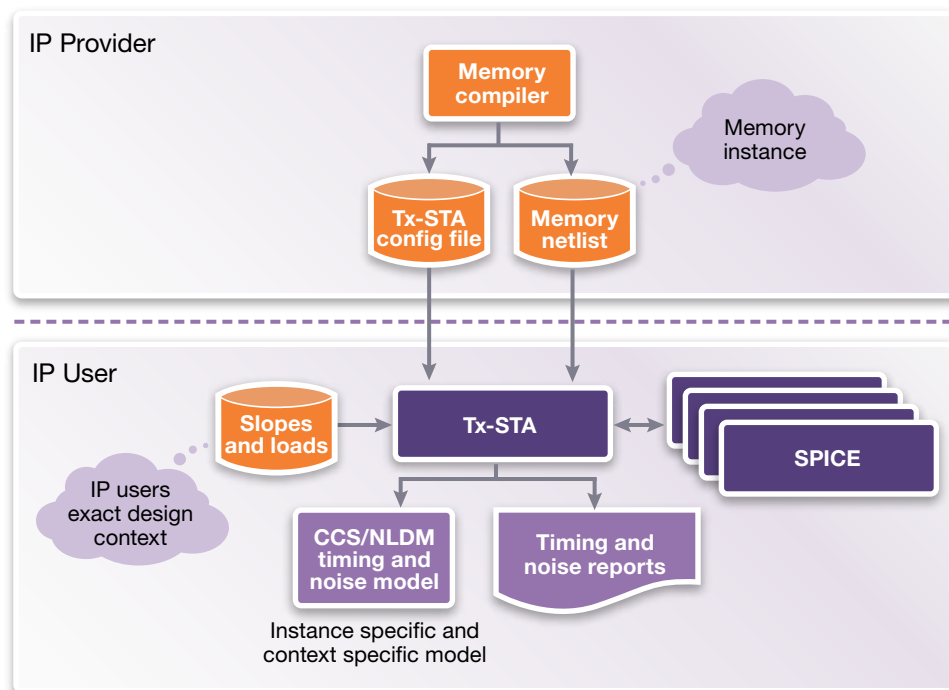 IP Provider
Memory
compiler
Memory
instance
Tx-STA
config file
Memory
netlist
IP User
Slopes
and loads
Tx-STA
SPICE
IP users
exact design
context
CCS/NLDM
timing and
noise model
Timing and
noise reports
Instance specific and
context specific model